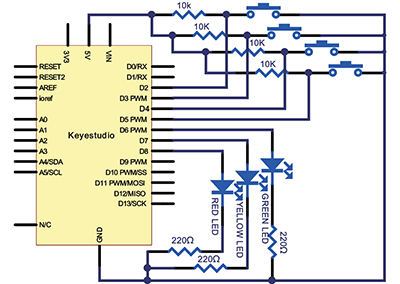 10k
10K
10K
10K
3V3
5V
VIN
RESET
RESET2
AREF
ioref
A0
A1
A2
A3
A4/SDA
A5/SCL
N/C
GND
Keyestudio
D0/RX
D1/RX
D2
D3 PWM
D4
D5 PWM
D6 PWM
D7
D8
D9 PWM
D10 PWM/SS
D11 PWM/MOSI
D12/MISO
D13/SCK
RED LED
YELLOW LED
GREEN LED
220Ω
220Ω
220Ω